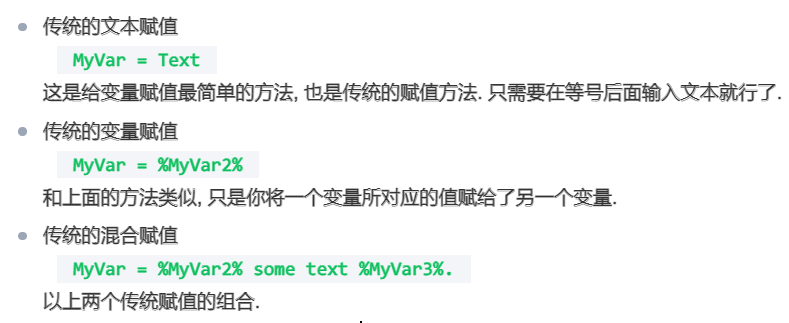 传统的文本赋值
MyVar = Text
这是给变量赋值最简单的方法, 也是传统的赋值方法. 只需要在等号后面输入文本就行了.
传统的变量赋值
MyVar = %MyVar2%
和上面的方法类似, 只是你将一个变量所对应的值赋给了另一个变量.
传统的混合赋值
MyVar = %MyVar2% some text %MyVar3%.
以上两个传统赋值的组合.